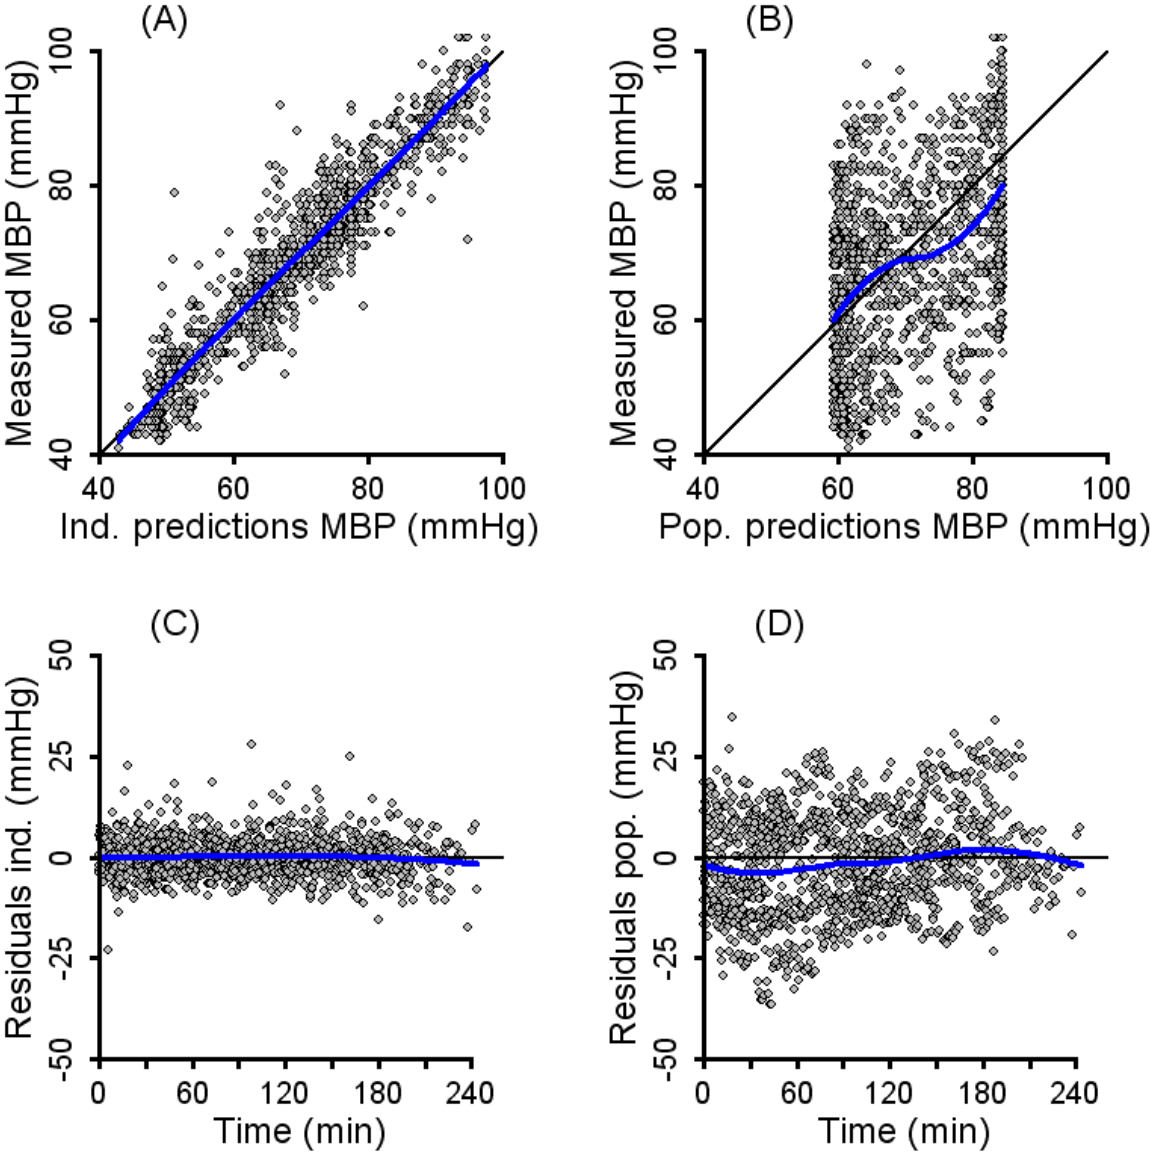 (A)
Measured MBP (mmHg)
100
80
60
40
40 60 80 100
Ind. predictions MBP (mmHg)
(B)
Measured MBP (mmHg)
100
80
60
40
40 60 80 100
Pop. predictions MBP (mmHg)
(C)
Residuals ind. (mmHg)
50
25
0
-25
-50
0 60 120 180 240
Time (min)
(D)
Residuals pop. (mmHg)
50
25
0
-25
-50
0 60 120 180 240
Time (min)